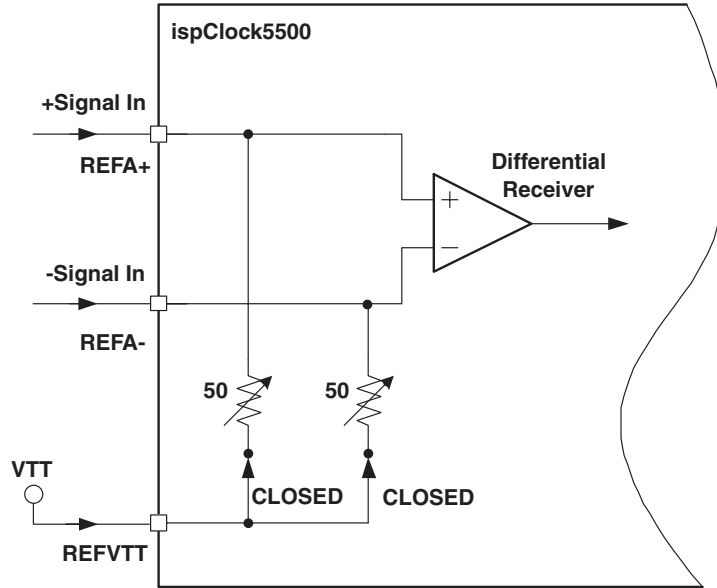 ispClock5500
+Signal In
REFA+
Differential
Receiver
+
−
-Signal In
REFA-
50
50
VTT
CLOSED
CLOSED
REFVTT